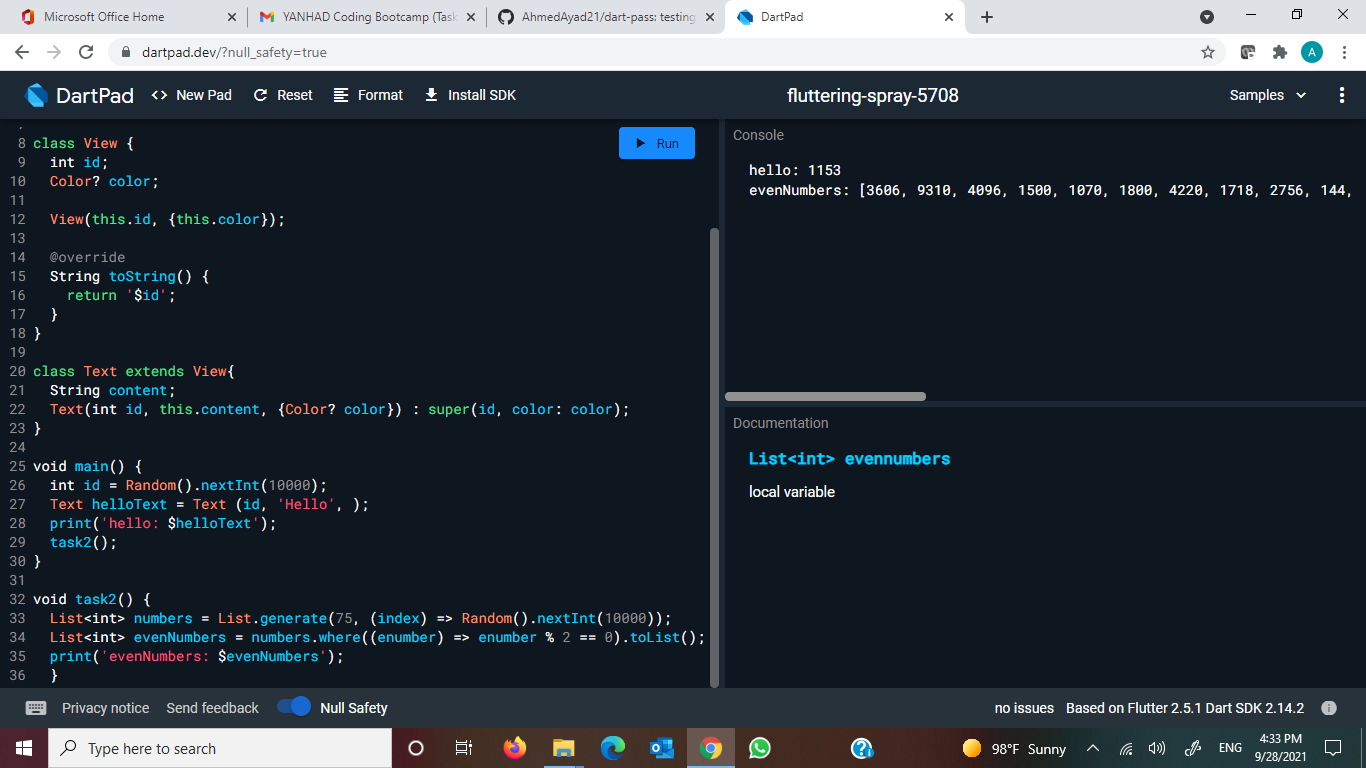 Microsoft Office Home
YANHAD Coding Bootcamp (Task
AhmedAyad21/dart-pass: testing
DartPad
dartpad.dev/?null_safety=true
A
DartPad
<> New Pad
Reset
Format
Install SDK
fluttering-spray-5708
Samples
8 class View {
9 int id;
10 Color? color;
11
12 View(this.id, {this.color});
13
14 @override
15 String toString() {
16 return '$id';
17 }
18 }
19
20 class Text extends View{
21 String content;
22 Text(int id, this.content, {Color? color}) : super(id, color: color);
23 }
24
25 void main() {
26 int id = Random().nextInt(10000);
27 Text helloText = Text (id, 'Hello', );
28 print('hello: $helloText');
29 task2();
30 }
31
32 void task2() {
33 List<int> numbers = List.generate(75, (index) => Random().nextInt(10000));
34 List<int> evenNumbers = numbers.where((enumber) => enumber % 2 == 0).toList();
35 print('evenNumbers: $evenNumbers');
36 }
Run
Console
hello: 1153
evenNumbers: [3606, 9310, 4096, 1500, 1070, 1800, 4220, 1718, 2756, 144,
Documentation
List<int> evennumbers
local variable
Privacy notice
Send feedback
Null Safety
no issues
Based on Flutter 2.5.1 Dart SDK 2.14.2
Type here to search
98°F Sunny
ENG
4:33 PM
9/28/2021